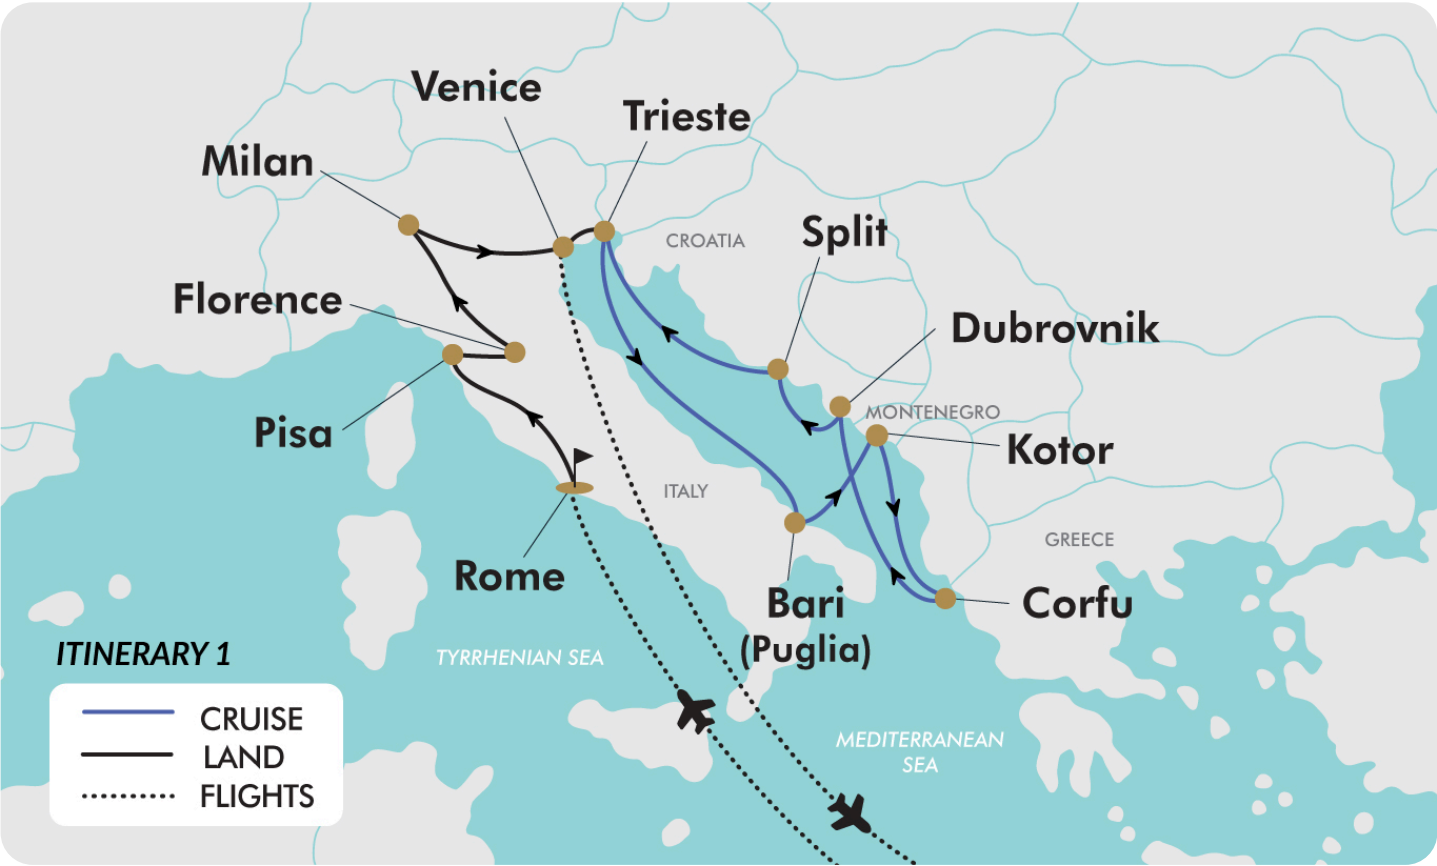 Venice
Trieste
Milan
Split
CROATIA
Florence
Dubrovnik
MONTENEGRO
Pisa
Kotor
ITALY
GREECE
Rome
Bari
(Puglia)
Corfu
TYRRHENIAN SEA
MEDITERRANEAN
SEA
ITINERARY 1
CRUISE
LAND
FLIGHTS